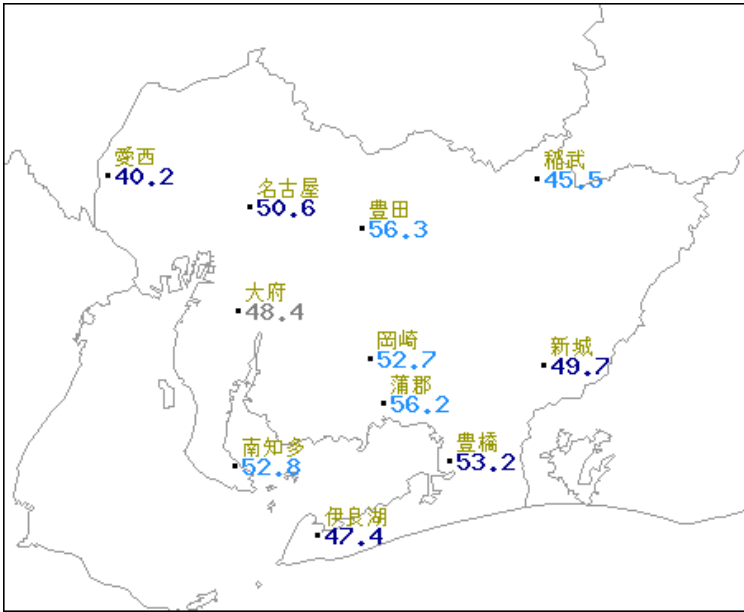 愛西
40.2
稲武
45.5
名古屋
50.6
豊田
56.3
大府
48.4
岡崎
52.7
新城
49.7
蒲郡
56.2
豊橋
53.2
南知多
52.8
伊良湖
47.4